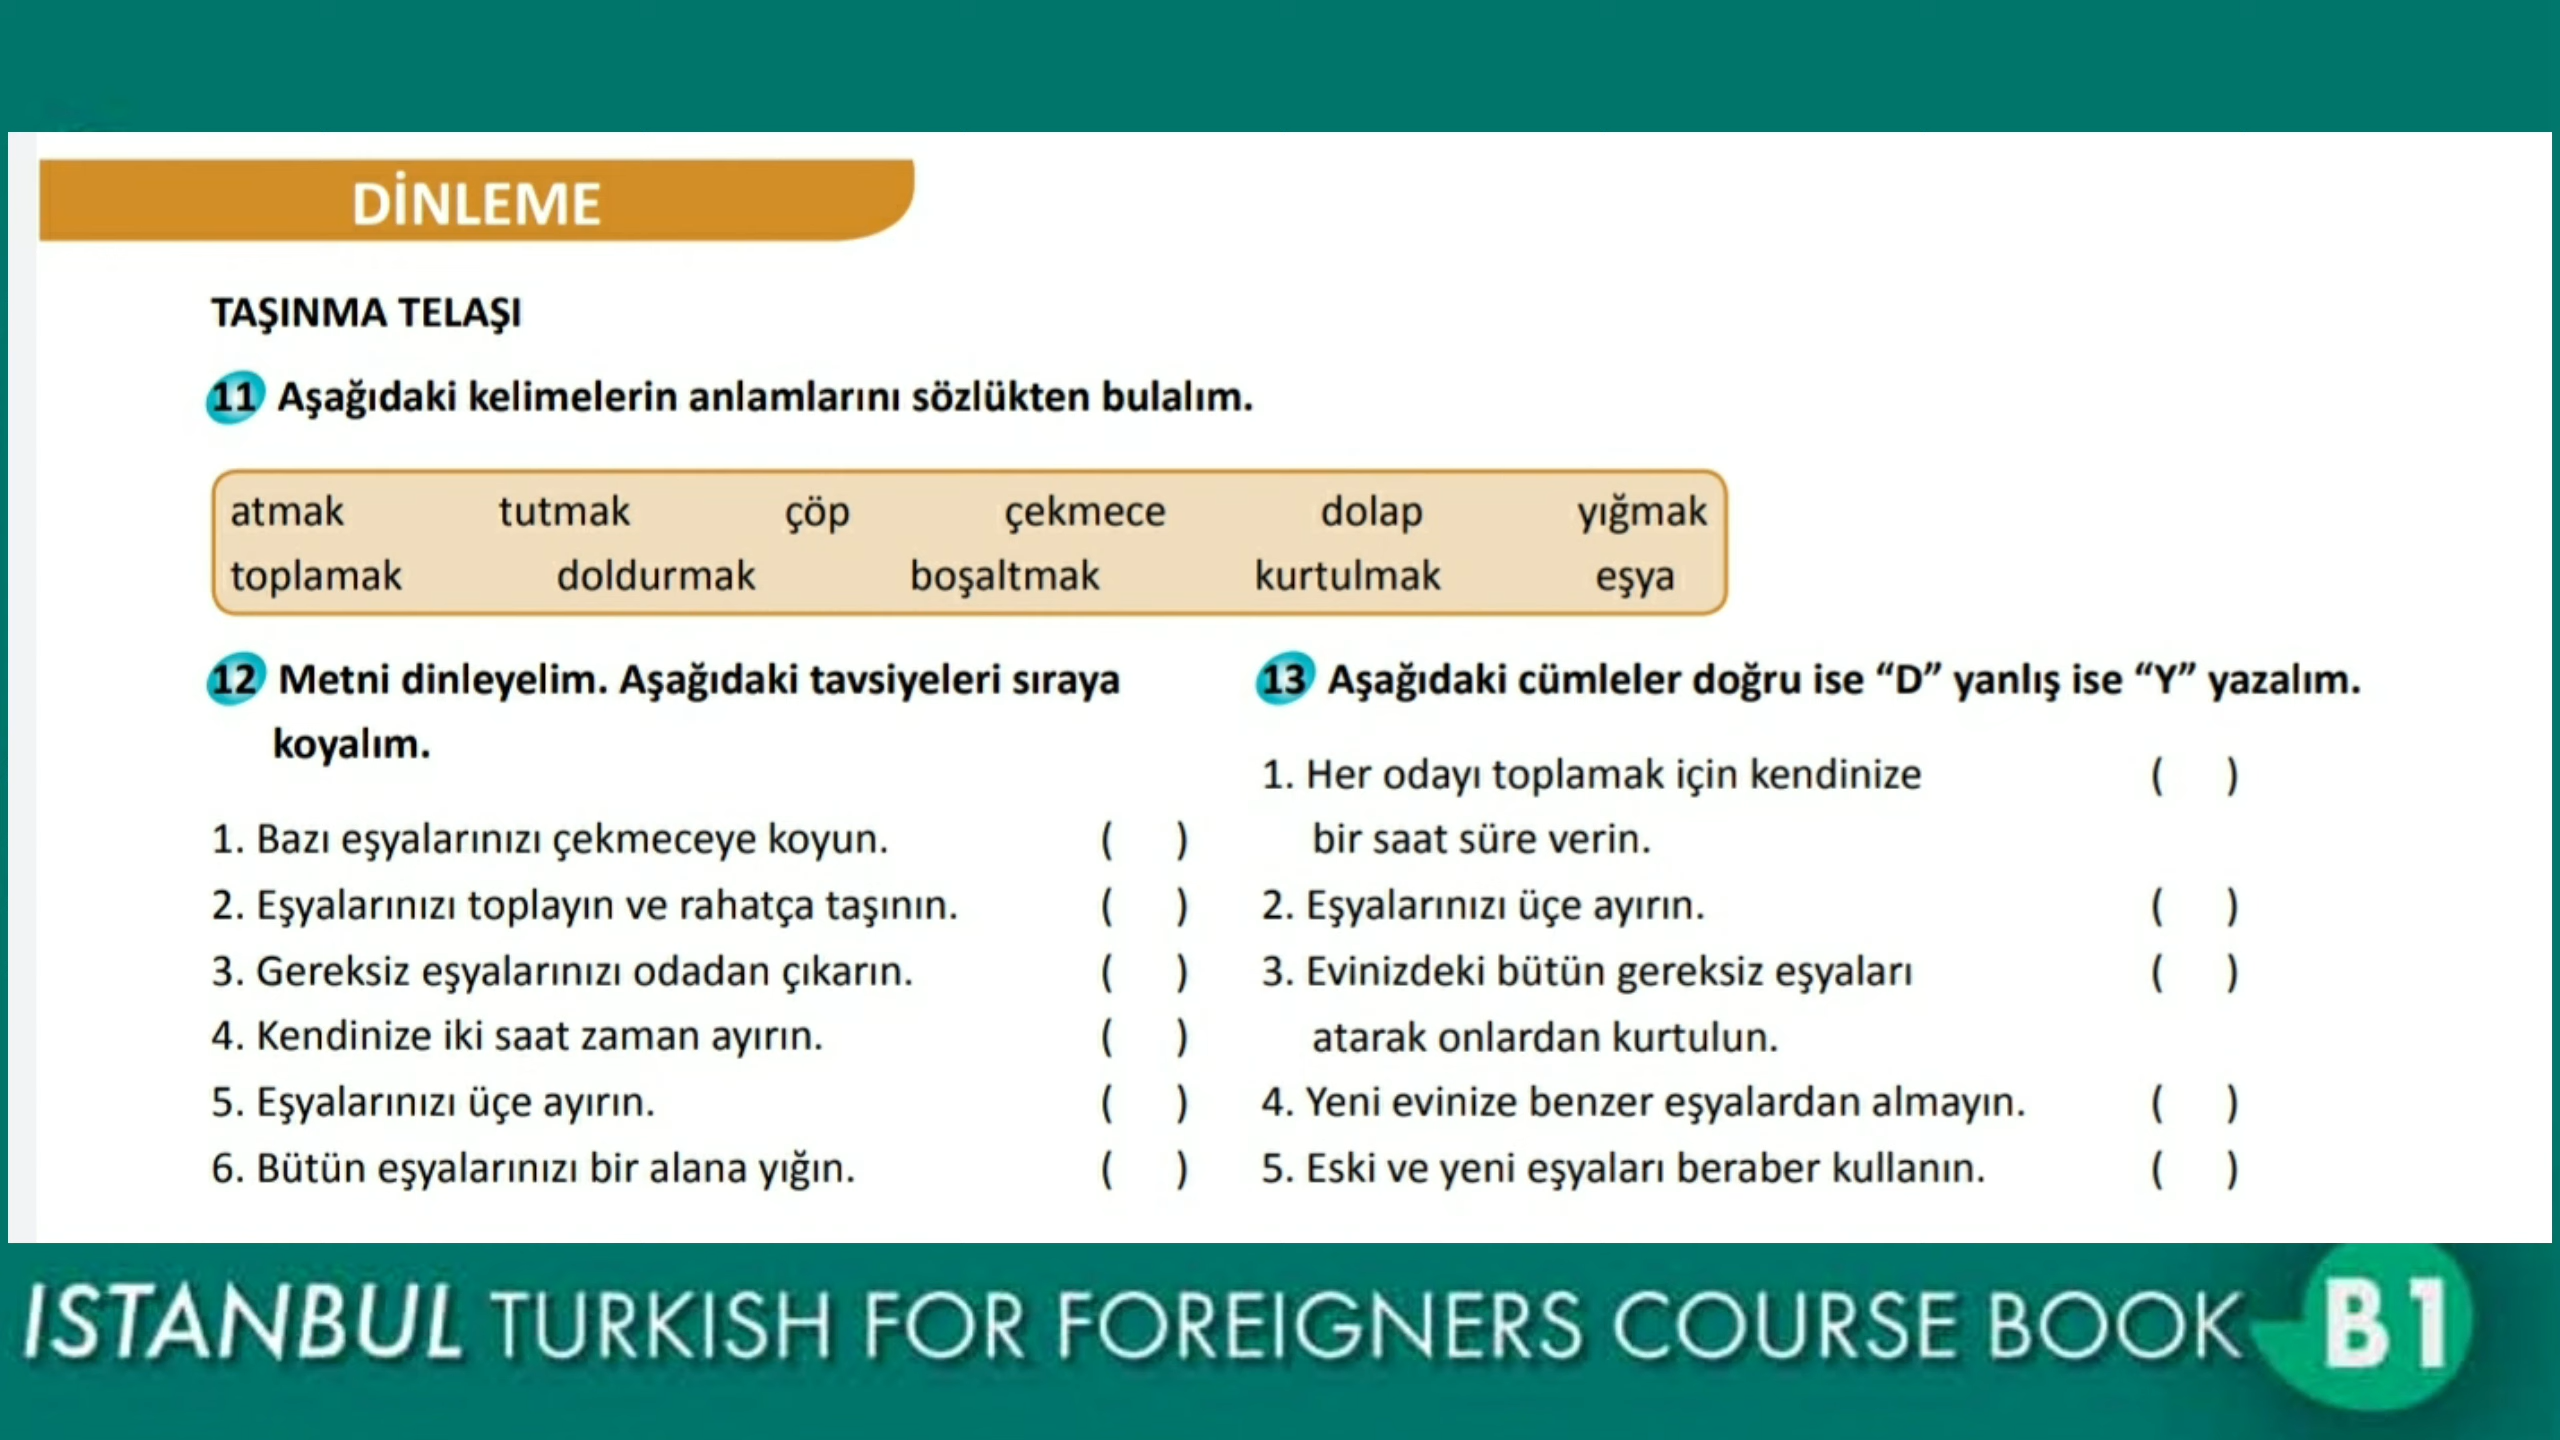 DİNLEME
TAŞINMA TELAŞI
11 Aşağıdaki kelimelerin anlamlarını sözlükten bulalım.
atmak tutmak çöp çekmece dolap yığmak
toplamak doldurmak boşaltmak kurtulmak eşya
12 Metni dinleyelim. Aşağıdaki tavsiyeleri sıraya
koyalım.
1. Bazı eşyalarınızı çekmeceye koyun. ( )
2. Eşyalarınızı toplayın ve rahatça taşının. ( )
3. Gereksiz eşyalarınızı odadan çıkarın. ( )
4. Kendinize iki saat zaman ayırın. ( )
5. Eşyalarınızı üçe ayırın. ( )
6. Bütün eşyalarınızı bir alana yığın. ( )
13 Aşağıdaki cümleler doğru ise “D” yanlış ise “Y” yazalım.
1. Her odayı toplamak için kendinize ( )
bir saat süre verin.
2. Eşyalarınızı üçe ayırın. ( )
3. Evinizdeki bütün gereksiz eşyaları ( )
atarak onlardan kurtulun.
4. Yeni evinize benzer eşyalardan almayın. ( )
5. Eski ve yeni eşyaları beraber kullanın. ( )
ISTANBUL TURKISH FOR FOREIGNERS COURSE BOOK B1